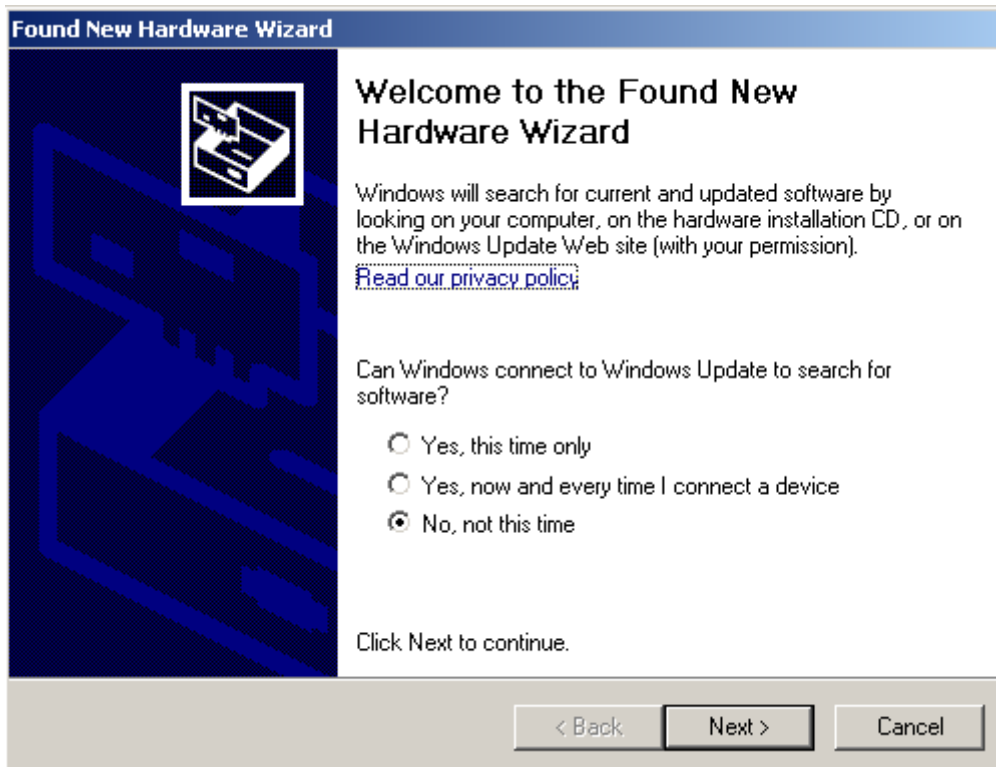 Found New Hardware Wizard
Welcome to the Found New
Hardware Wizard
Windows will search for current and updated software by
looking on your computer, on the hardware installation CD, or on
the Windows Update Web site (with your permission).
Read our privacy policy
Can Windows connect to Windows Update to search for
software?
Yes, this time only
Yes, now and every time I connect a device
No, not this time
Click Next to continue.
< Back
Next >
Cancel